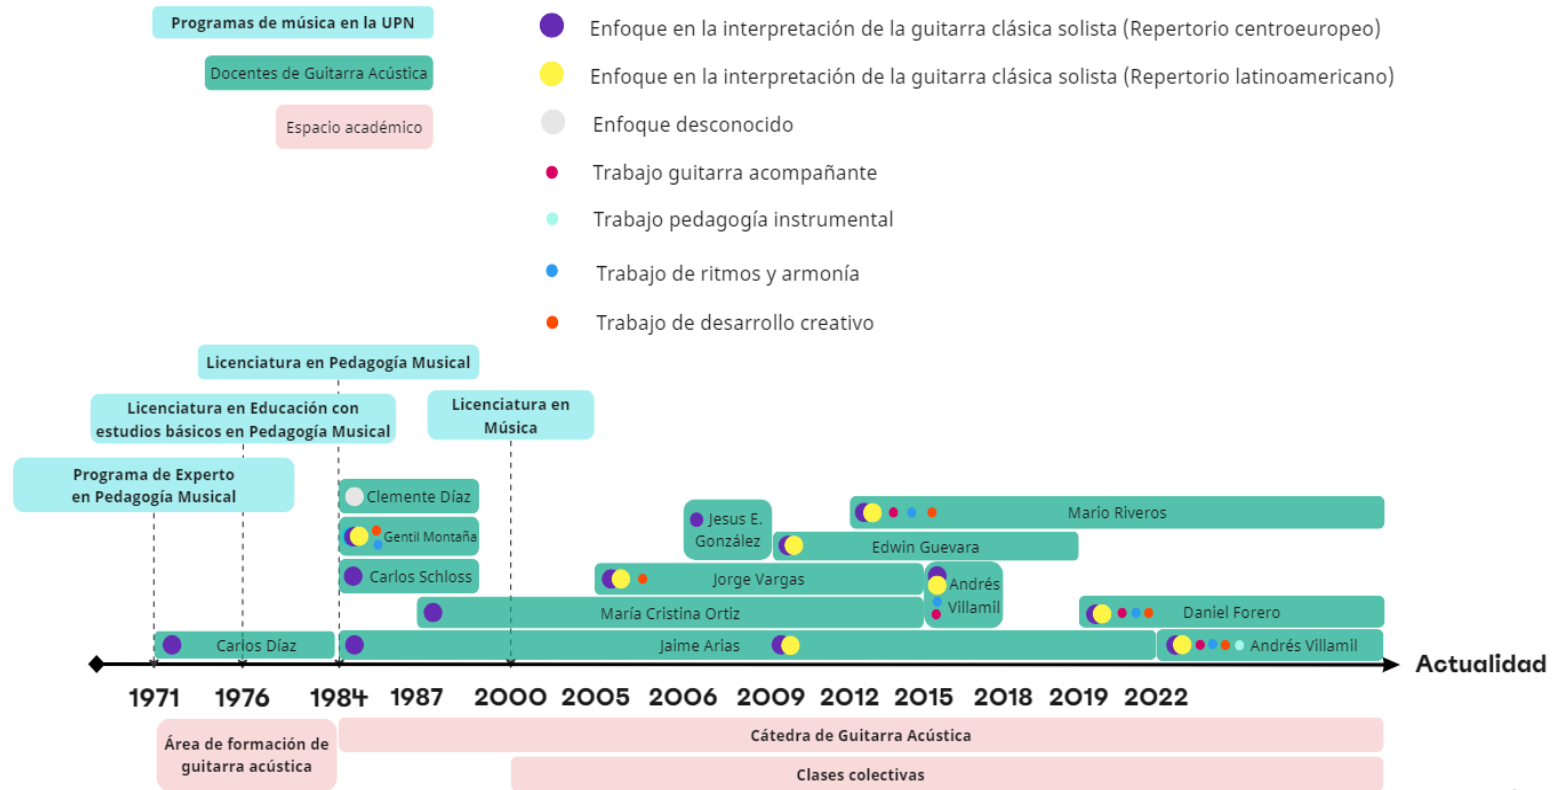 Programas de música en la UPN
Docentes de Guitarra Acústica
Espacio académico
Enfoque en la interpretación de la guitarra clásica solista (Repertorio centroeuropeo)
Enfoque en la interpretación de la guitarra clásica solista (Repertorio latinoamericano)
Enfoque desconocido
Trabajo guitarra acompañante
Trabajo pedagogía instrumental
Trabajo de ritmos y armonía
Trabajo de desarrollo creativo
Licenciatura en Pedagogía Musical
Licenciatura en Educación con
estudios básicos en Pedagogía Musical
Licenciatura en
Música
Programa de Experto
en Pedagogía Musical
Clemente Díaz
Gentil Montaña
Carlos Schloss
Jesus E.
González
Mario Riveros
Edwin Guevara
Jorge Vargas
Andrés
Villamil
María Cristina Ortiz
Daniel Forero
Carlos Díaz
Jaime Arias
Andrés Villamil
Actualidad
1971 1976 1984 1987 2000 2005 2006 2009 2012 2015 2018 2019 2022
Área de formación de
guitarra acústica
Cátedra de Guitarra Acústica
Clases colectivas